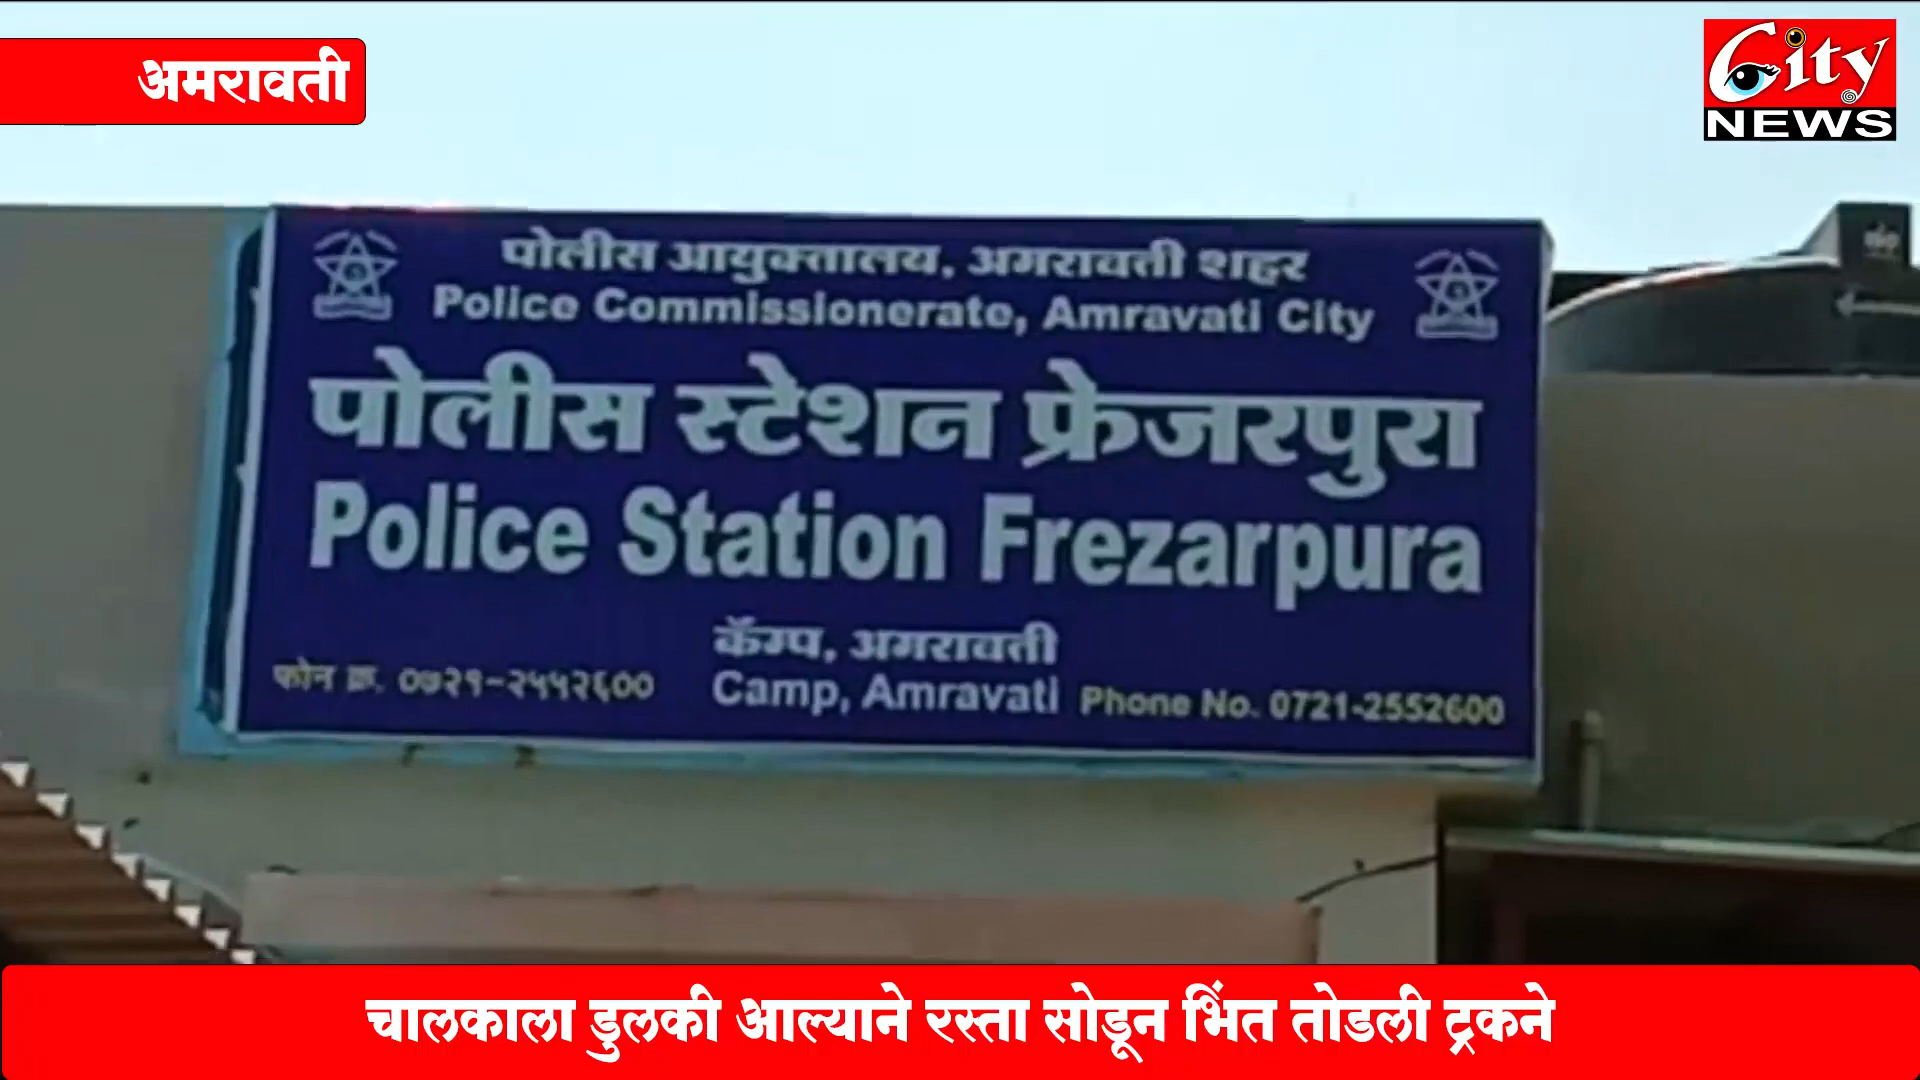 अमरावती
City
NEWS
पोलीस आयुक्तालय, अमरावती शहर
Police Commissionerate, Amravati City
पोलीस स्टेशन फ्रेजरपुरा
Police Station Frezarpura
कॅम्प, अमरावती
फोन क्र. ०७२१-२५५२६०० Camp, Amravati Phone No. 0721-2552600
चालकाला डुलकी आल्याने रस्ता सोडून भिंत तोडली ट्रकने